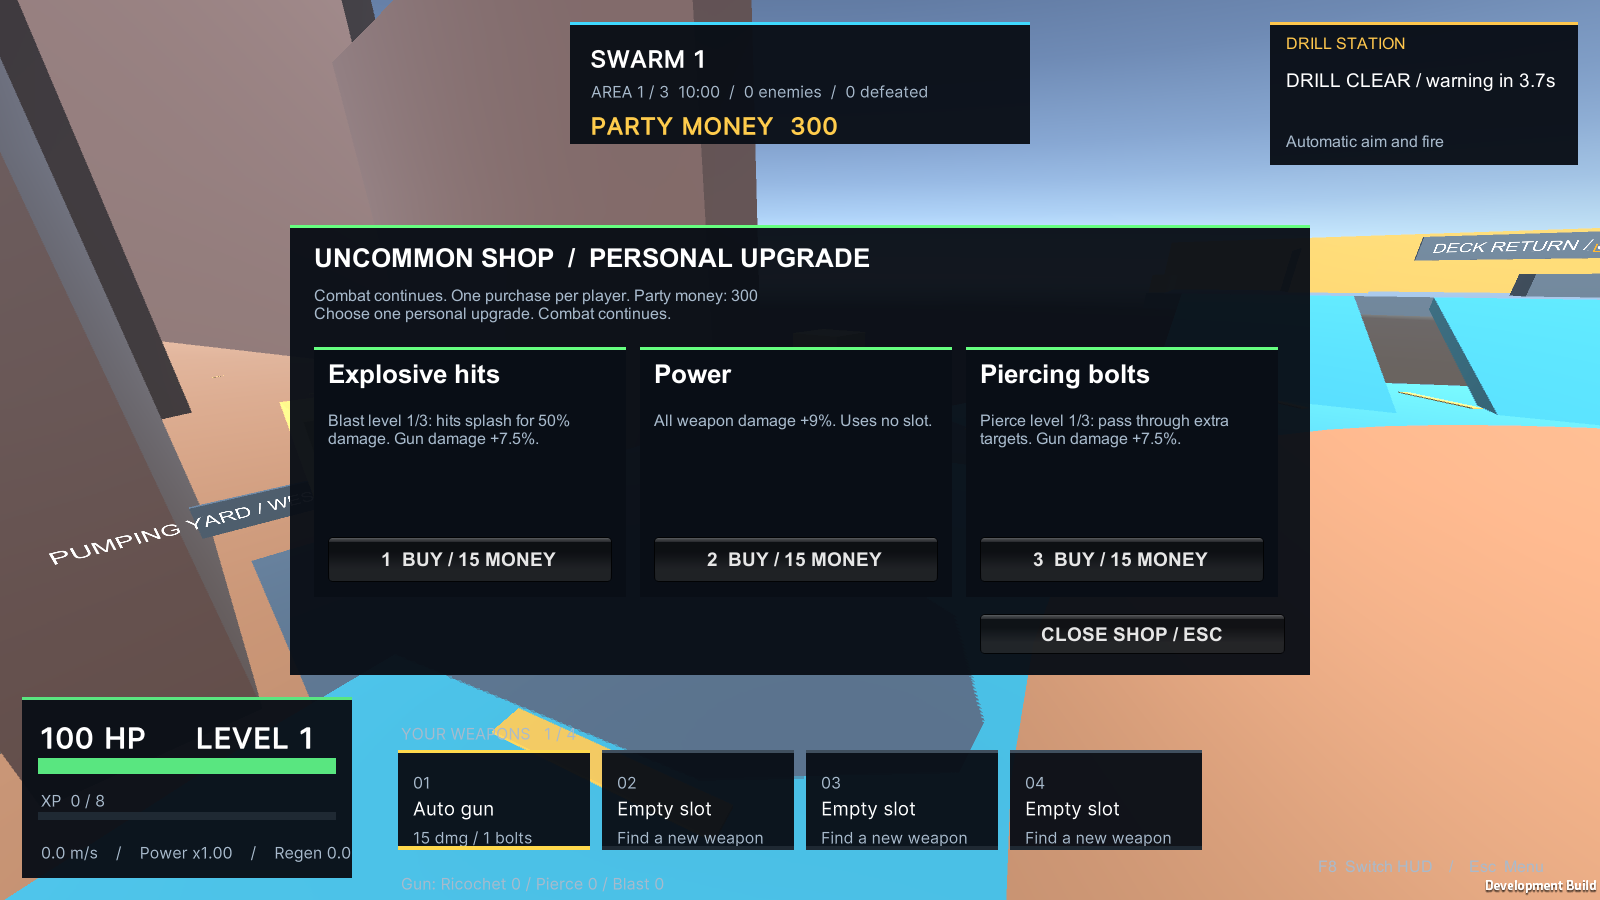 SWARM 1
AREA 1 / 3  10:00  /  0 enemies  /  0 defeated
PARTY MONEY  300
DRILL STATION
DRILL CLEAR / warning in 3.7s
Automatic aim and fire
DECK RETURN /
UNCOMMON SHOP  /  PERSONAL UPGRADE
Combat continues. One purchase per player. Party money: 300
Choose one personal upgrade. Combat continues.
Explosive hits
Blast level 1/3: hits splash for 50%
damage. Gun damage +7.5%.
1  BUY / 15 MONEY
Power
All weapon damage +9%. Uses no slot.
2  BUY / 15 MONEY
Piercing bolts
Pierce level 1/3: pass through extra
targets. Gun damage +7.5%.
3  BUY / 15 MONEY
CLOSE SHOP / ESC
PUMPING YARD / WES
100 HP
LEVEL 1
XP  0 / 8
0.0 m/s  /  Power x1.00  /  Regen 0.0
YOUR WEAPONS  1 / 4
01
Auto gun
15 dmg / 1 bolts
02
Empty slot
Find a new weapon
03
Empty slot
Find a new weapon
04
Empty slot
Find a new weapon
Gun: Ricochet 0 / Pierce 0 / Blast 0
F8  Switch HUD  /  Esc  Menu
Development Build